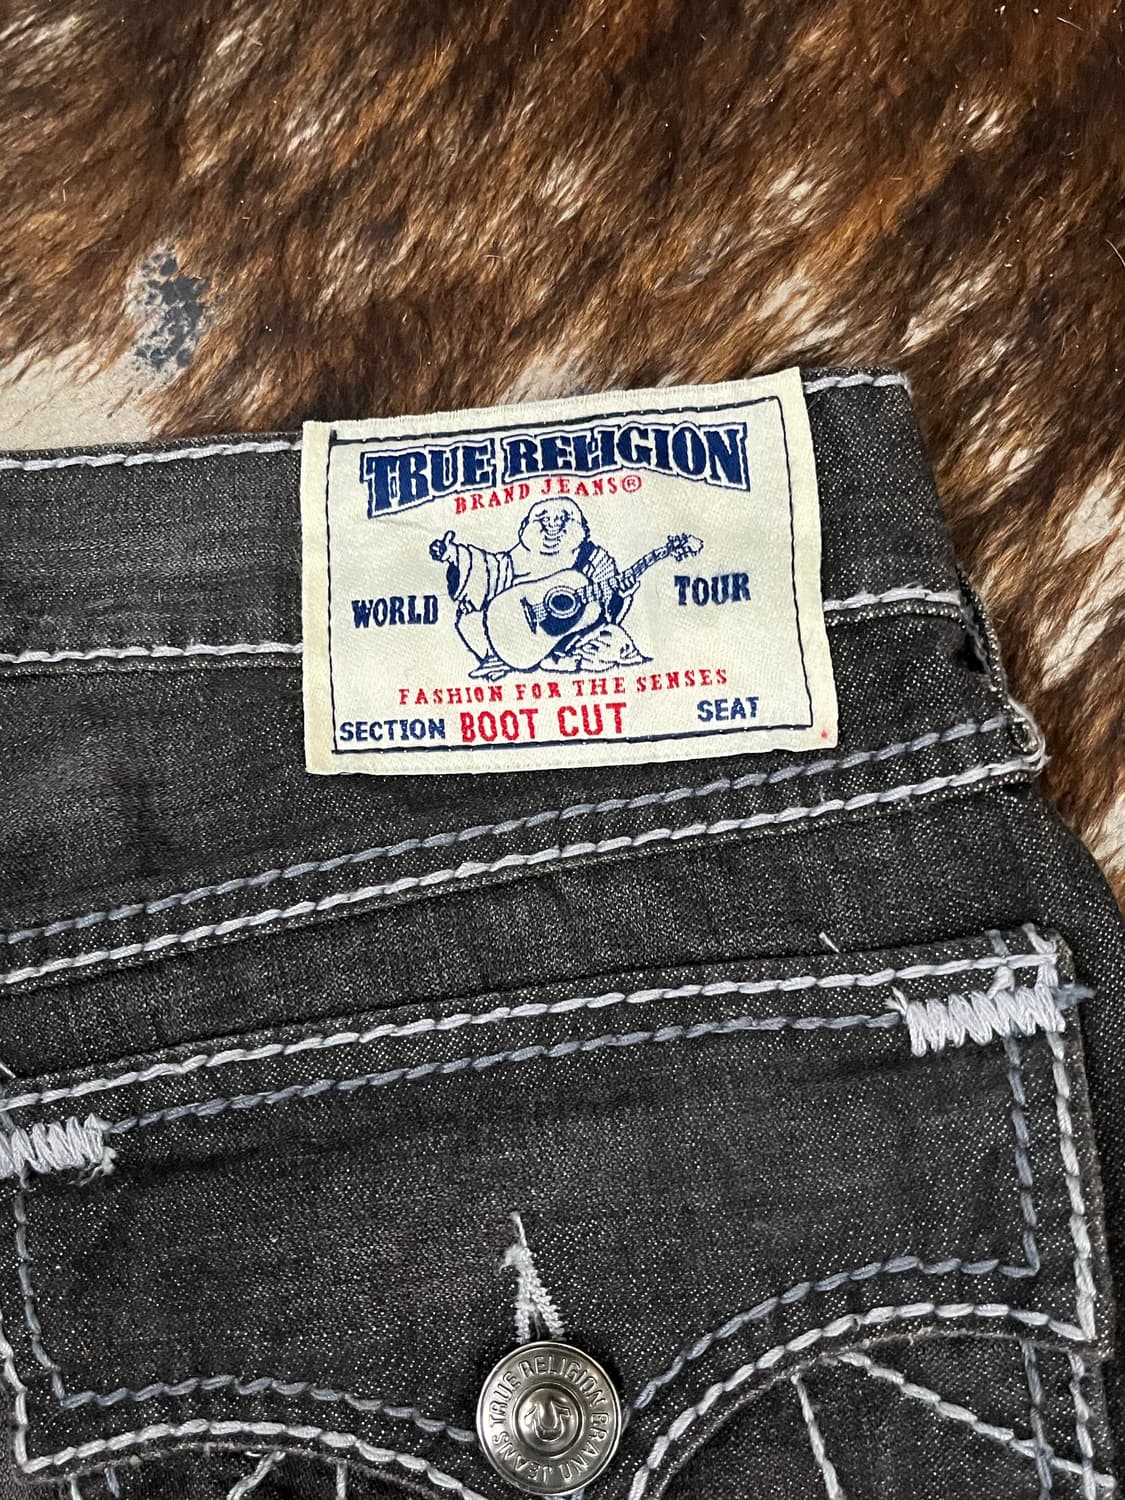 TRUE RELIGION
BRAND JEANS®
WORLD TOUR
FASHION FOR THE SENSES
SECTION BOOT CUT SEAT
TRUE RELIGION BRAND JEANS